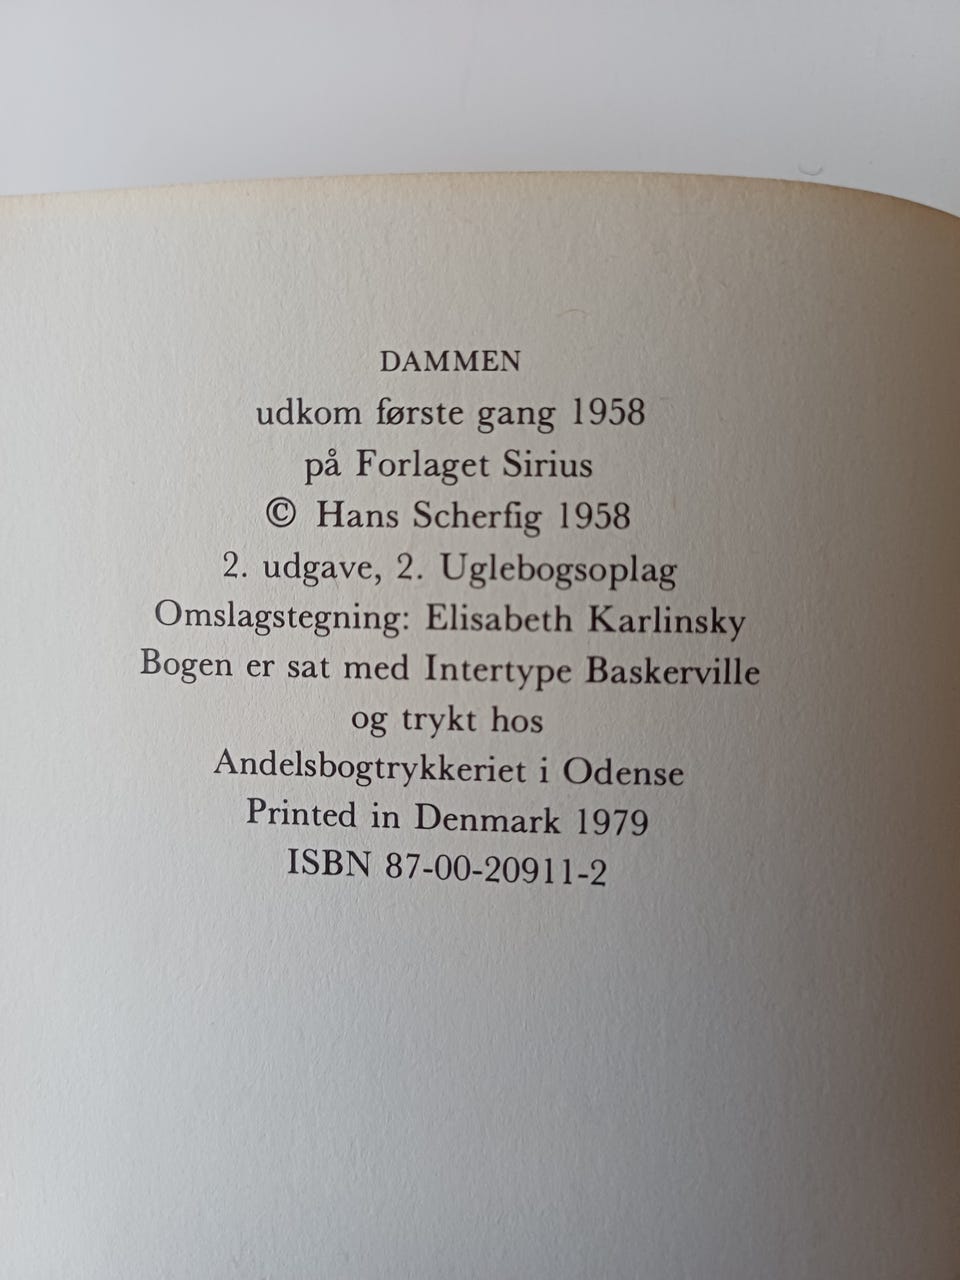 DAMMEN
udkom første gang 1958
på Forlaget Sirius
© Hans Scherfig 1958
2. udgave, 2. Uglebogsoplag
Omslagstegning: Elisabeth Karlinsky
Bogen er sat med Intertype Baskerville
og trykt hos
Andelsbogtrykkeriet i Odense
Printed in Denmark 1979
ISBN 87-00-20911-2